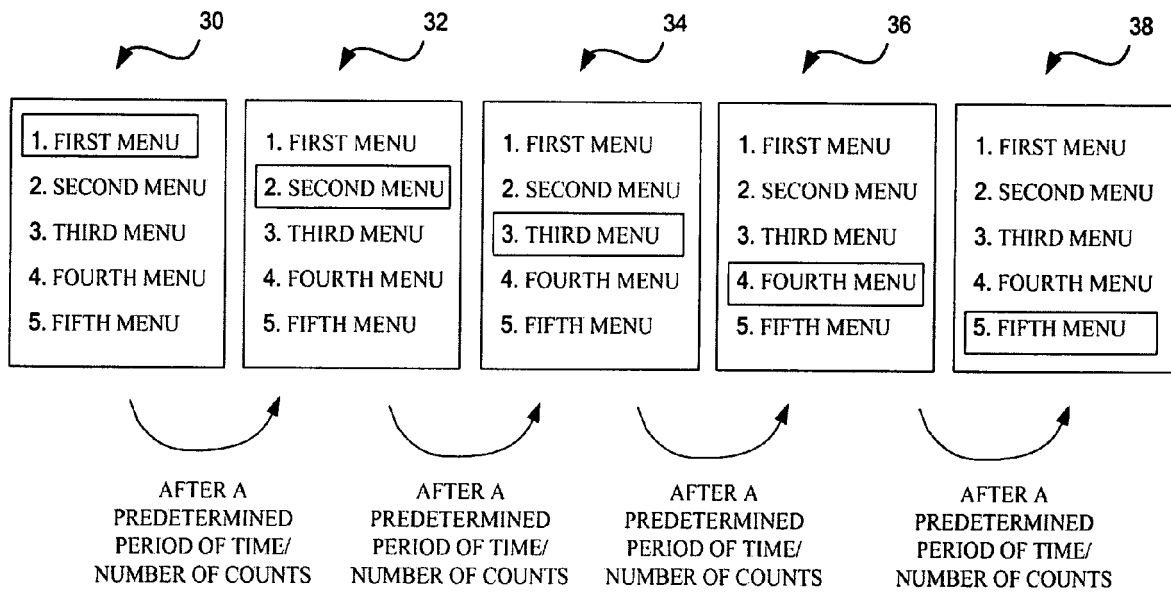 30
32
34
36
38
1. FIRST MENU
2. SECOND MENU
3. THIRD MENU
4. FOURTH MENU
5. FIFTH MENU
1. FIRST MENU
2. SECOND MENU
3. THIRD MENU
4. FOURTH MENU
5. FIFTH MENU
1. FIRST MENU
2. SECOND MENU
3. THIRD MENU
4. FOURTH MENU
5. FIFTH MENU
1. FIRST MENU
2. SECOND MENU
3. THIRD MENU
4. FOURTH MENU
5. FIFTH MENU
1. FIRST MENU
2. SECOND MENU
3. THIRD MENU
4. FOURTH MENU
5. FIFTH MENU
AFTER A
PREDETERMINED
PERIOD OF TIME/
NUMBER OF COUNTS
AFTER A
PREDETERMINED
PERIOD OF TIME/
NUMBER OF COUNTS
AFTER A
PREDETERMINED
PERIOD OF TIME/
NUMBER OF COUNTS
AFTER A
PREDETERMINED
PERIOD OF TIME/
NUMBER OF COUNTS